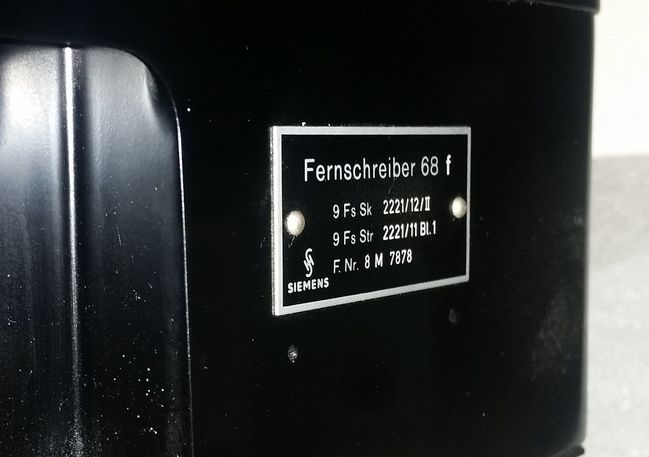 Fernschreiber 68 f
9 Fs Sk 2221/12/II
9 Fs Str 2221/11 Bl.1
F. Nr. 8 M 7878
SIEMENS